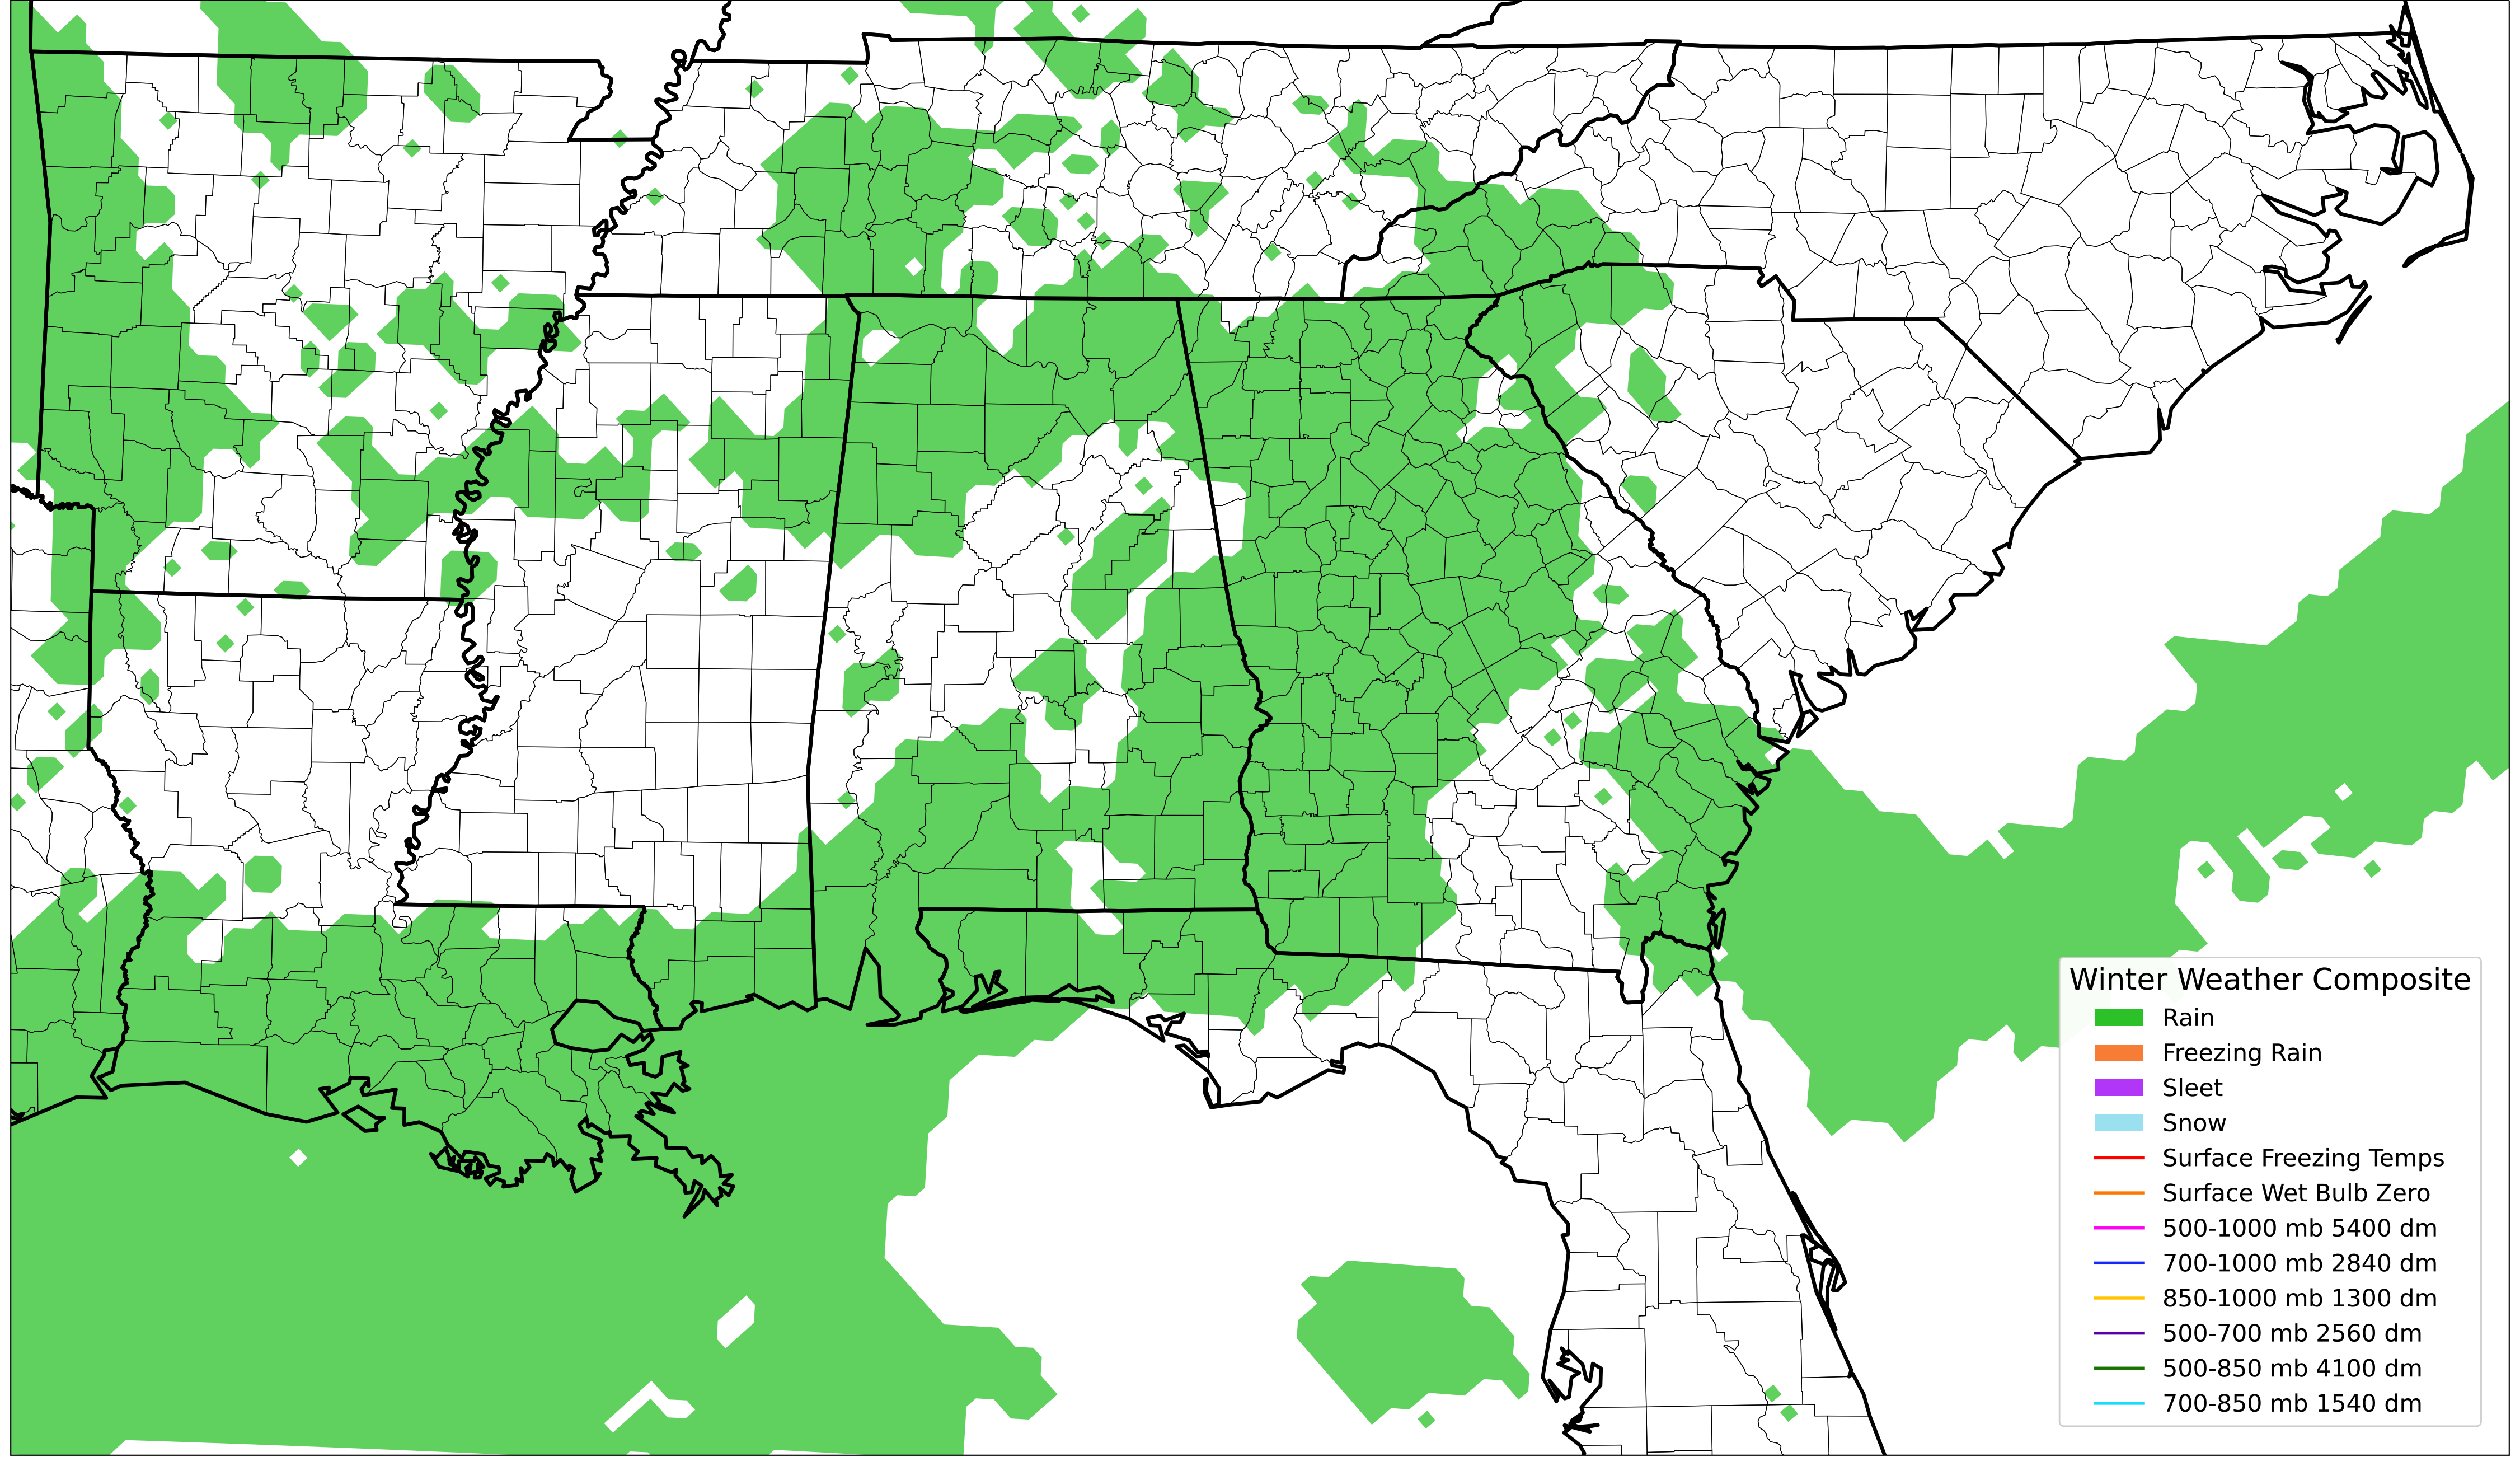 Winter Weather Composite
Rain
Freezing Rain
Sleet
Snow
Surface Freezing Temps
Surface Wet Bulb Zero
500-1000 mb 5400 dm
700-1000 mb 2840 dm
850-1000 mb 1300 dm
500-700 mb 2560 dm
500-850 mb 4100 dm
700-850 mb 1540 dm